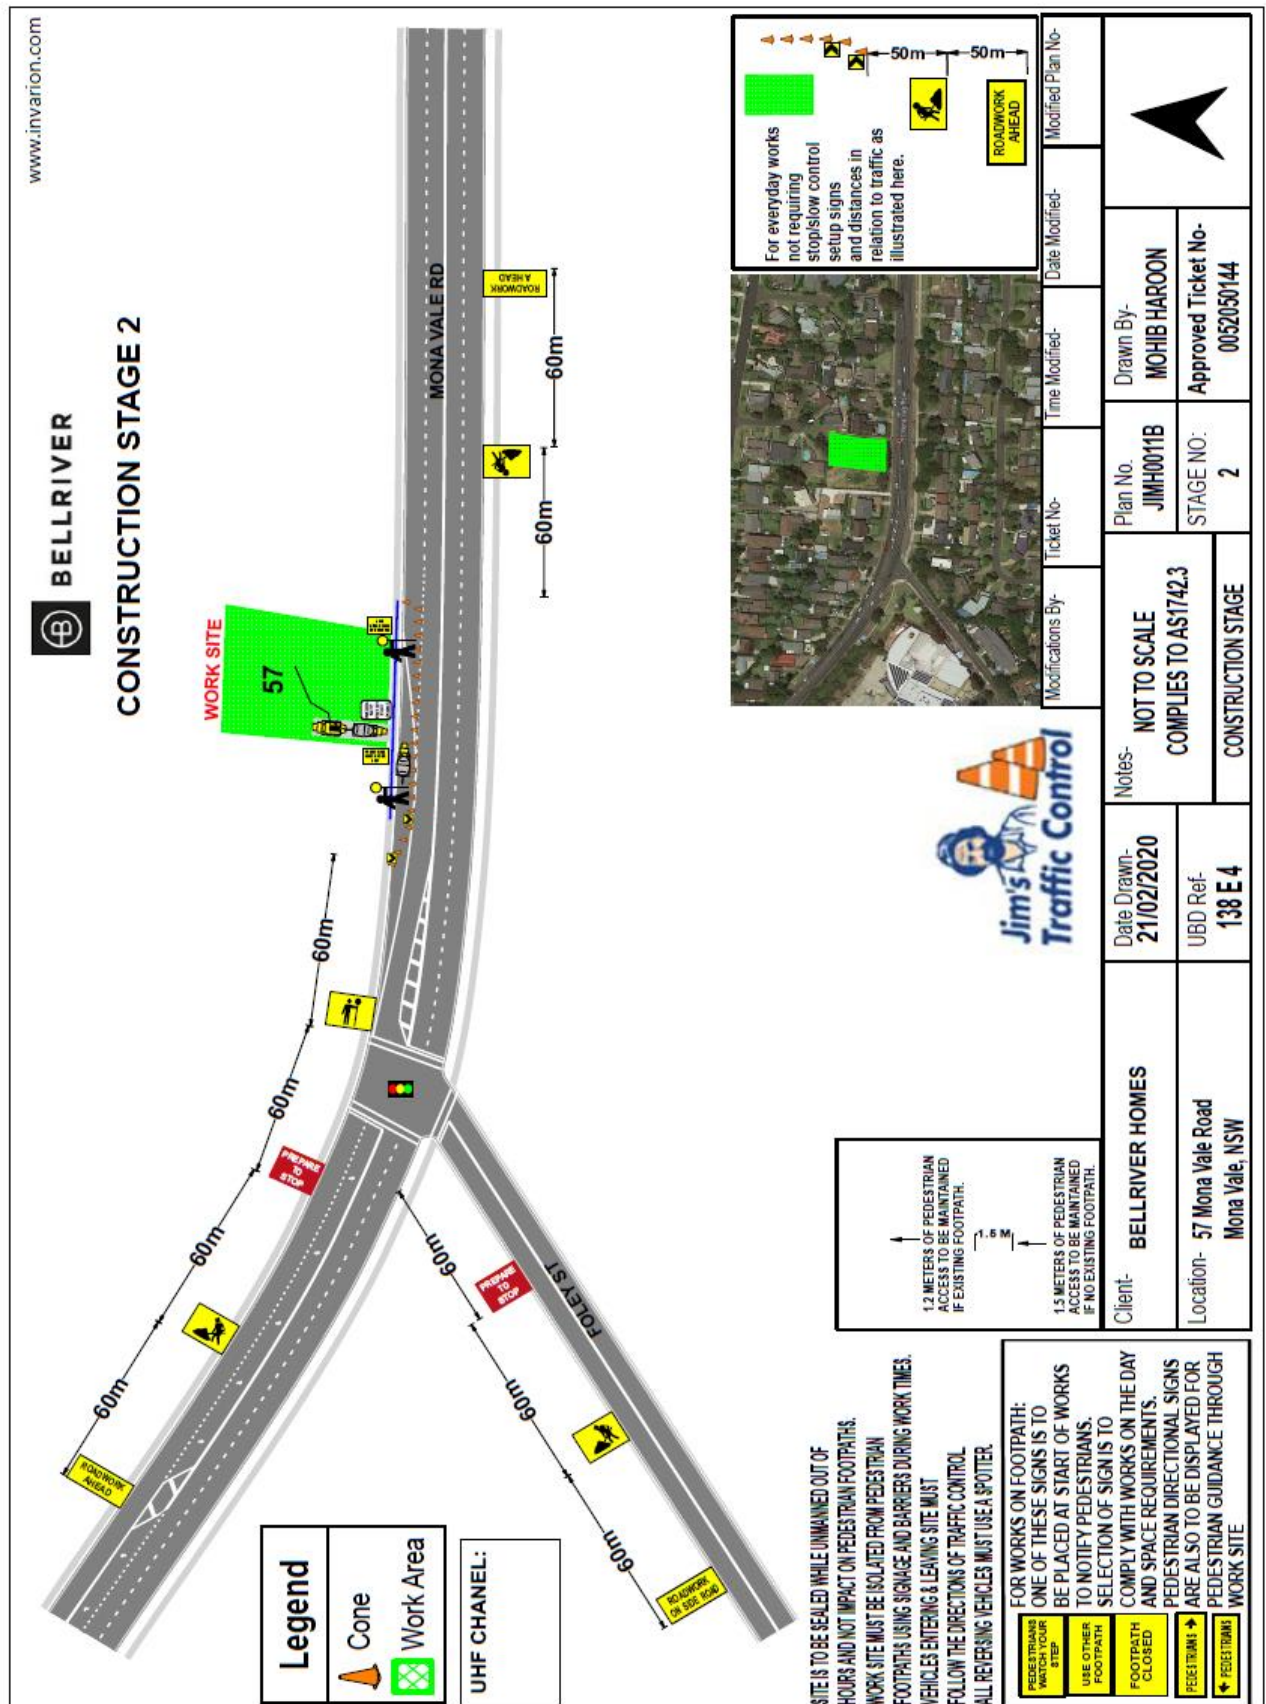 www.invarion.com
BELLRIVER
CONSTRUCTION STAGE 2
WORK SITE
57
MONA VALE RD
FOLEY ST
ROADWORK
AHEAD
60m
60m
PREPARE
TO
STOP
60m
60m
60m
PREPARE
TO
STOP
60m
60m
ROADWORK
ON SIDE ROAD
60m
60m
ROADWORK
A HEAD
Legend
Cone
Work Area
UHF CHANEL:
For everyday works
not requiring
stop/slow control
setup signs
and distances in
relation to traffic as
illustrated here.
50m
50m
ROADWORK
AHEAD
SITE IS TO BE SEALED WHILE UNMANNED OUT OF
HOURS AND NOT IMPACT ON PEDESTRIAN FOOTPATHS.
WORK SITE MUST BE ISOLATED FROM PEDESTRIAN
FOOTPATHS USING SIGNAGE AND BARRIERS DURING WORK TIMES.
VEHICLES ENTERING & LEAVING SITE MUST
FOLLOW THE DIRECTIONS OF TRAFFIC CONTROL
ALL REVERSING VEHICLES MUST USE A SPOTTER.
1.2 METERS OF PEDESTRIAN
ACCESS TO BE MAINTAINED
IF EXISTING FOOTPATH.
1.5 M
1.5 METERS OF PEDESTRIAN
ACCESS TO BE MAINTAINED
IF NO EXISTING FOOTPATH.
Jim's
Traffic Control
PEDESTRIANS
WATCH YOUR
STEP
USE OTHER
FOOTPATH
FOOTPATH
CLOSED
PEDESTRIANS →
← PEDESTRIANS
FOR WORKS ON FOOTPATH:
ONE OF THESE SIGNS IS TO
BE PLACED AT START OF WORKS
TO NOTIFY PEDESTRIANS.
SELECTION OF SIGN IS TO
COMPLY WITH WORKS ON THE DAY
AND SPACE REQUIREMENTS.
PEDESTRIAN DIRECTIONAL SIGNS
ARE ALSO TO BE DISPLAYED FOR
PEDESTRIAN GUIDANCE THROUGH
WORK SITE
Modifications By-
Ticket No-
Time Modified-
Date Modified-
Modified Plan No-
Client- BELLRIVER HOMES
Location- 57 Mona Vale Road
Mona Vale, NSW
Date Drawn-
21/02/2020
UBD Ref-
138 E 4
Notes-
NOT TO SCALE
COMPLIES TO AS1742.3
CONSTRUCTION STAGE
Plan No.
JIMH0011B
STAGE NO:
2
Drawn By-
MOHIB HAROON
Approved Ticket No-
0052050144